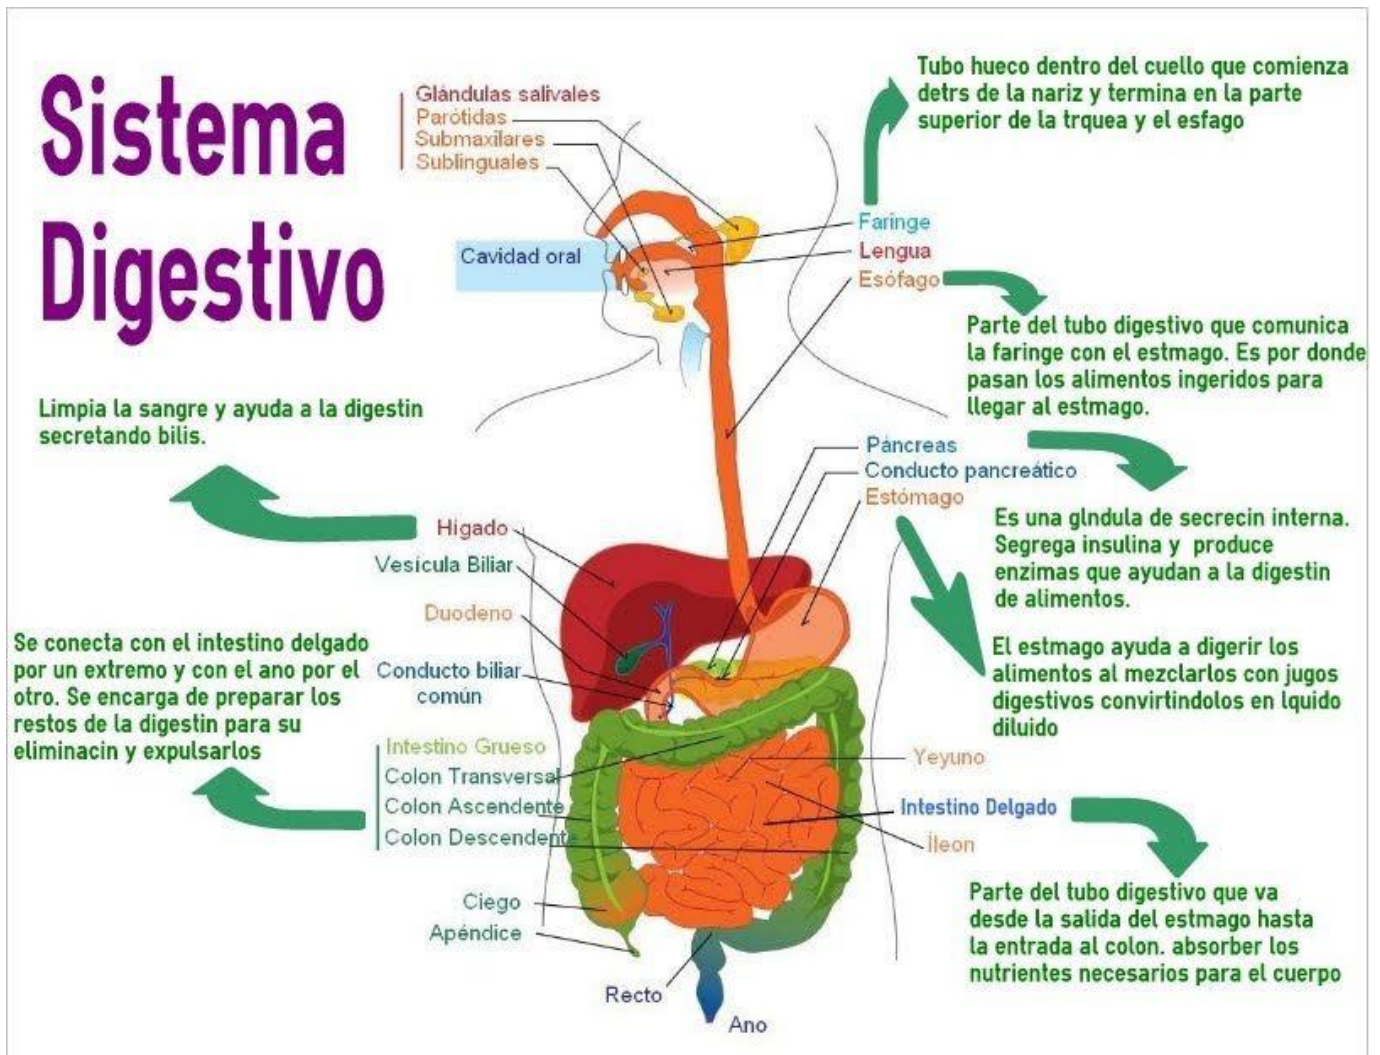 Sistema
Digestivo
Glándulas salivales
Parótidas
Submaxilares
Sublinguales
Cavidad oral
Tubo hueco dentro del cuello que comienza
detrs de la nariz y termina en la parte
superior de la trquea y el esfago
Faringe
Lengua
Esófago
Parte del tubo digestivo que comunica
la faringe con el estmago. Es por donde
pasan los alimentos ingeridos para
llegar al estmago.
Limpia la sangre y ayuda a la digestin
secretando bilis.
Páncreas
Conducto pancreático
Estómago
Es una glndula de secrecin interna.
Segrega insulina y produce
enzimas que ayudan a la digestin
de alimentos.
Hígado
Vesícula Biliar
Duodeno
Conducto biliar
común
El estmago ayuda a digerir los
alimentos al mezclarlos con jugos
digestivos convirtindolos en lquido
diluido
Se conecta con el intestino delgado
por un extremo y con el ano por el
otro. Se encarga de preparar los
restos de la digestin para su
eliminacin y expulsarlos
Intestino Grueso
Colon Transversal
Colon Ascendente
Colon Descendente
Yeyuno
Intestino Delgado
Íleon
Parte del tubo digestivo que va
desde la salida del estmago hasta
la entrada al colon. absorber los
nutrientes necesarios para el cuerpo
Ciego
Apéndice
Recto
Ano